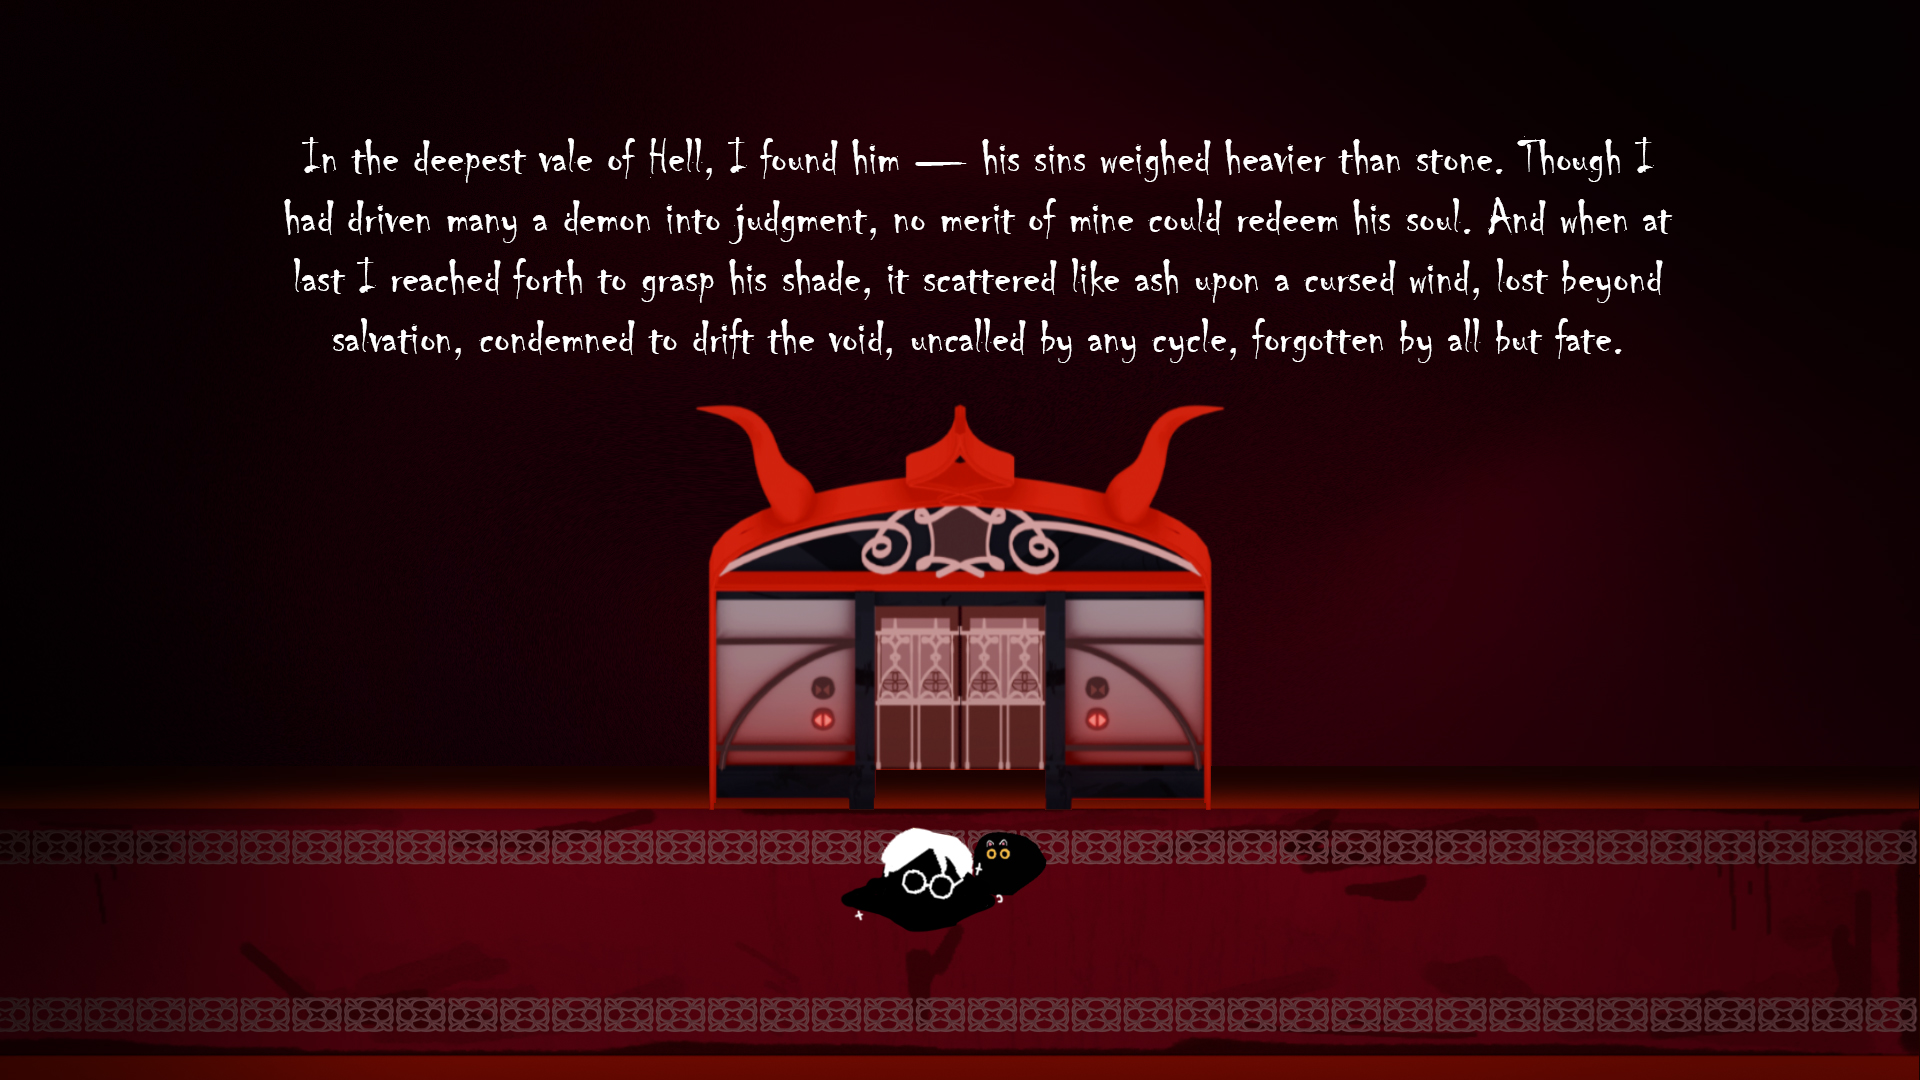 In the deepest vale of Hell, I found him — his sins weighed heavier than stone. Though I
had driven many a demon into judgment, no merit of mine could redeem his soul. And when at
last I reached forth to grasp his shade, it scattered like ash upon a cursed wind, lost beyond
salvation, condemned to drift the void, uncalled by any cycle, forgotten by all but fate.